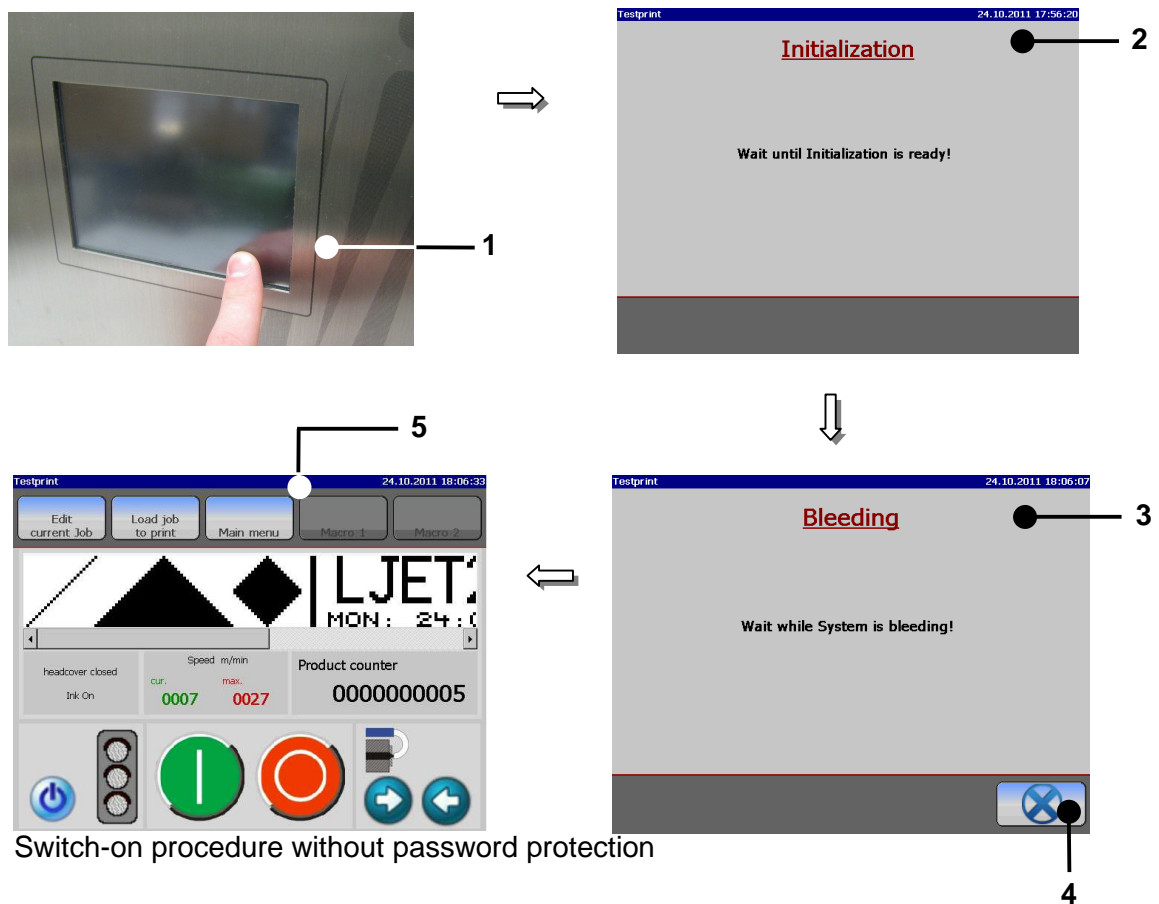 Testprint 24.10.2011 17:56:20
Initialization
2
Wait until Initialization is ready!
1
5
Testprint 24.10.2011 18:06:33
Edit
current Job
Load job
to print
Main menu
Macro 1
Macro 2
LJET
MON: 24:
headcover closed
Ink On
Speed m/min
cur.
0007
max.
0027
Product counter
0000000005
Testprint 24.10.2011 18:06:07
Bleeding
3
Wait while System is bleeding!
4
Switch-on procedure without password protection